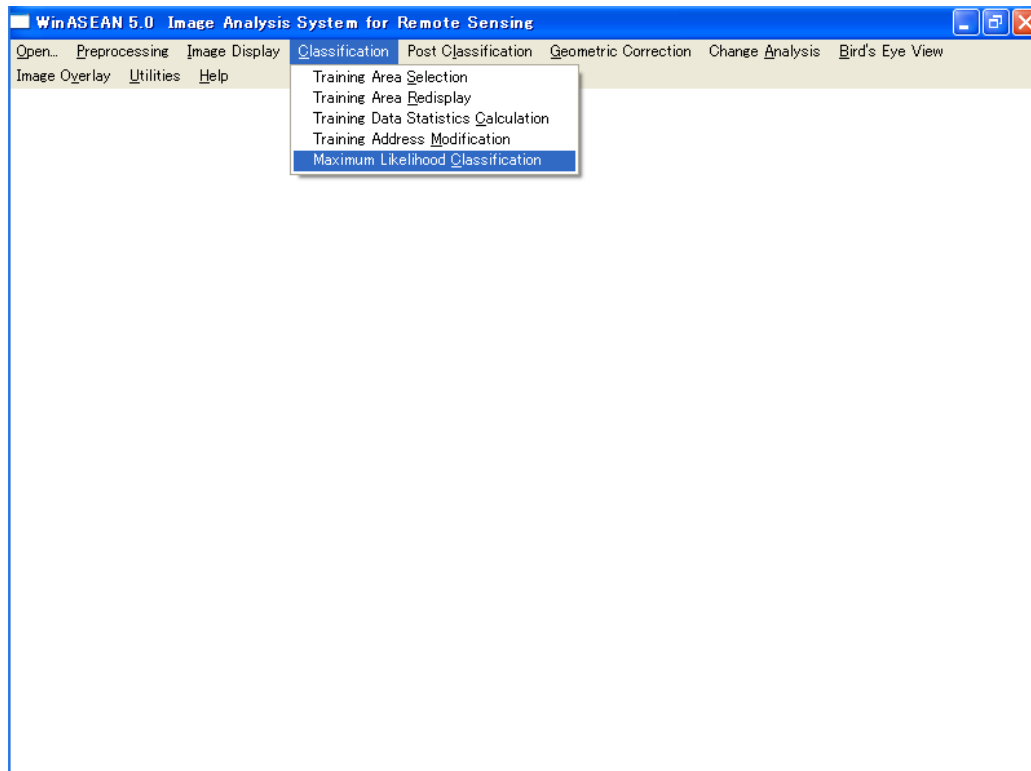 WinASEAN 5.0 Image Analysis System for Remote Sensing
Open... Preprocessing Image Display Classification Post Classification Geometric Correction Change Analysis Bird's Eye View
Image Overlay Utilities Help
Training Area Selection
Training Area Redisplay
Training Data Statistics Calculation
Training Address Modification
Maximum Likelihood Classification